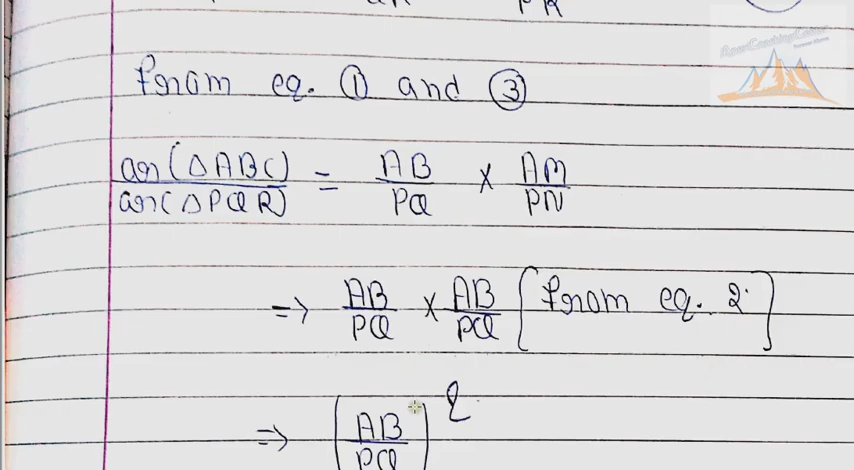 PR
From eq. ① and ③
ar(△ABC)/ar(△PQR) = AB/PQ × AM/PN
=> AB/PQ × AB/PQ [From eq. 2.]
=> (AB/PQ)²